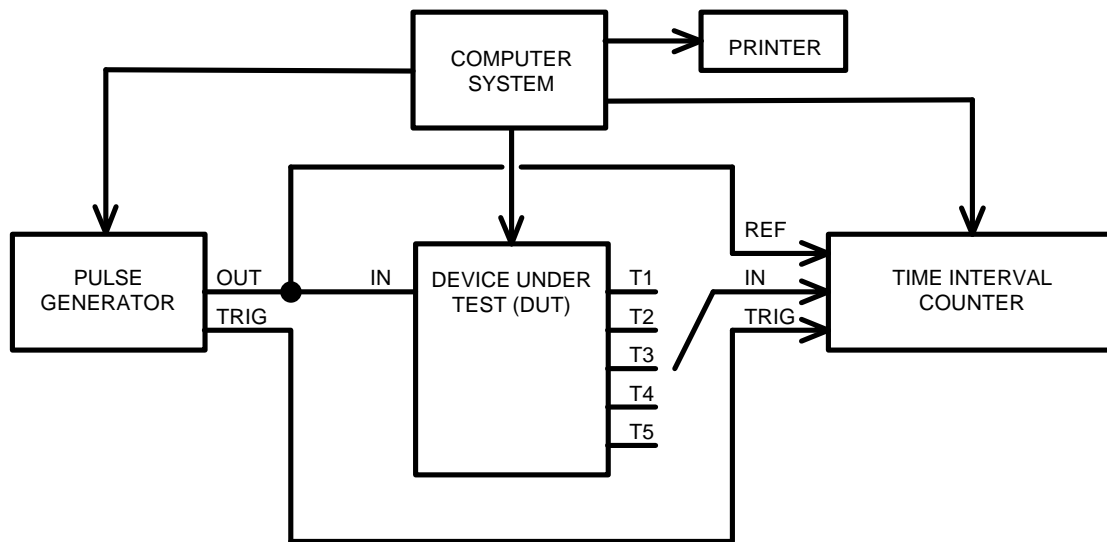 COMPUTER
SYSTEM
PRINTER
PULSE
GENERATOR
OUT
TRIG
IN
DEVICE UNDER
TEST (DUT)
T1
T2
T3
T4
T5
REF
IN
TRIG
TIME INTERVAL
COUNTER